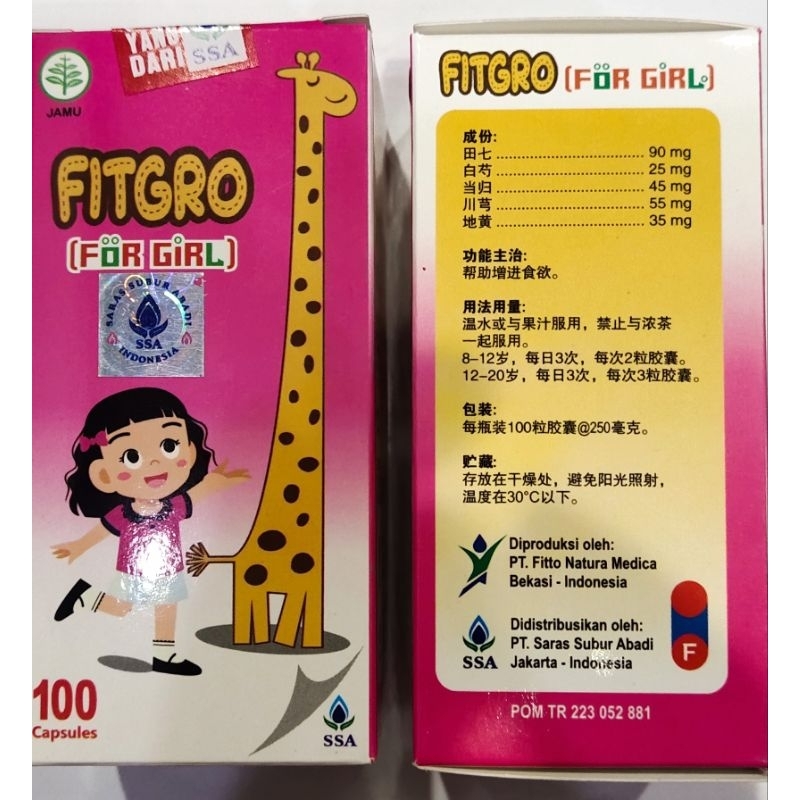 YANG
DARI
SSA
JAMU
FITGRO
(FÖR GiRL)
SARAS SUBUR ABADI
SSA
INDONESIA
100
Capsules
SSA
FITGRO (FÖR GiRL)
成份:
田七 ........................ 90 mg
白芍 ........................ 25 mg
当归 ........................ 45 mg
川芎 ........................ 55 mg
地黄 ........................ 35 mg
功能主治:
帮助增进食欲。
用法用量:
温水或与果汁服用，禁止与浓茶
一起服用。
8-12岁，每日3次，每次2粒胶囊。
12-20岁，每日3次，每次3粒胶囊。
包装:
每瓶装100粒胶囊@250毫克。
贮藏:
存放在干燥处，避免阳光照射，
温度在30°C以下。
Diproduksi oleh:
PT. Fitto Natura Medica
Bekasi - Indonesia
Didistribusikan oleh:
PT. Saras Subur Abadi
Jakarta - Indonesia
SSA
F
POM TR 223 052 881